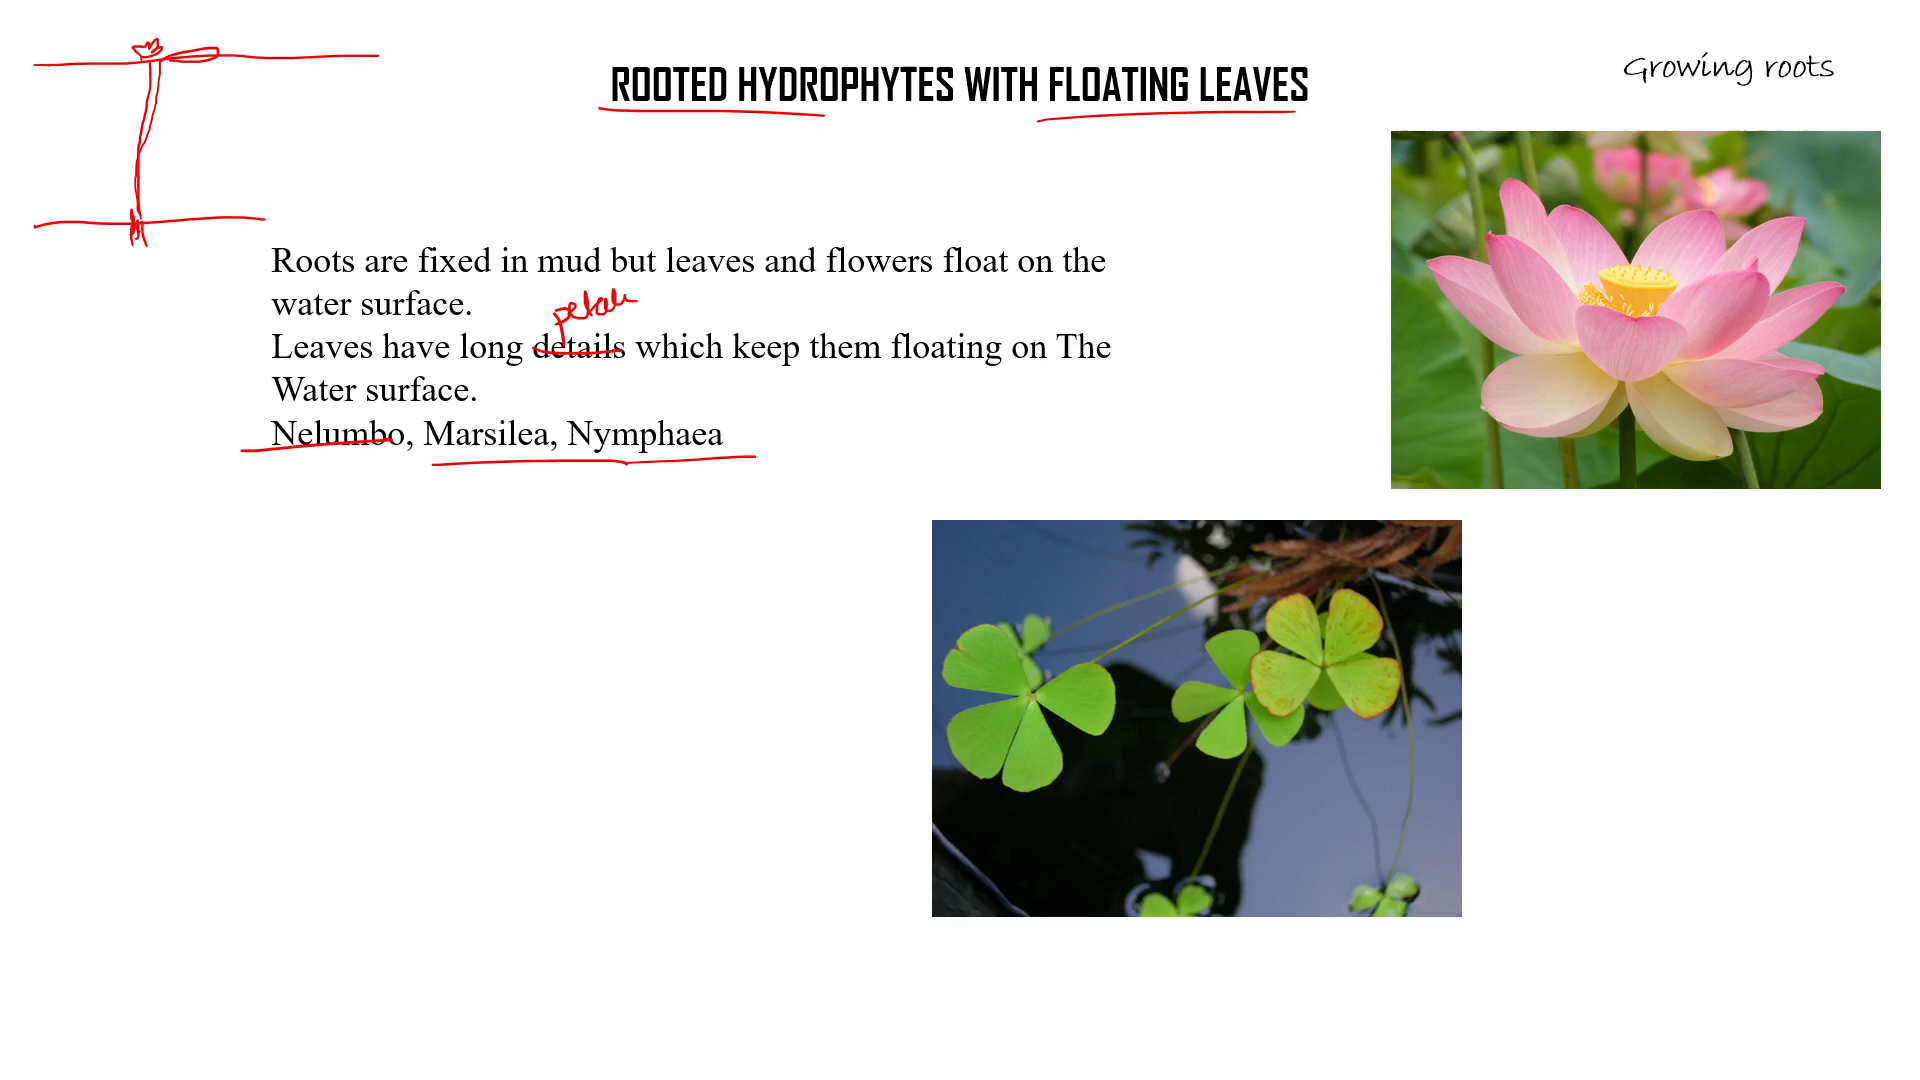 ROOTED HYDROPHYTES WITH FLOATING LEAVES
Growing roots
Roots are fixed in mud but leaves and flowers float on the
water surface.
Leaves have long details which keep them floating on The
Water surface.
Nelumbo, Marsilea, Nymphaea